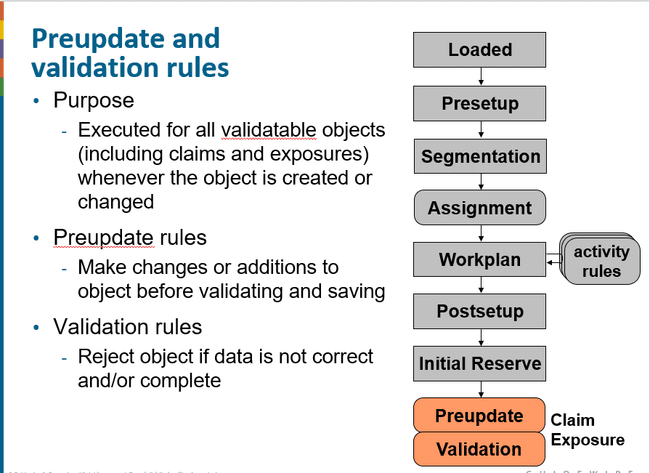 Preupdate and
validation rules
• Purpose
- Executed for all validatable objects
(including claims and exposures)
whenever the object is created or
changed
• Preupdate rules
- Make changes or additions to
object before validating and saving
• Validation rules
- Reject object if data is not correct
and/or complete
Loaded
Presetup
Segmentation
Assignment
Workplan
activity
rules
Postsetup
Initial Reserve
Preupdate
Validation
Claim
Exposure